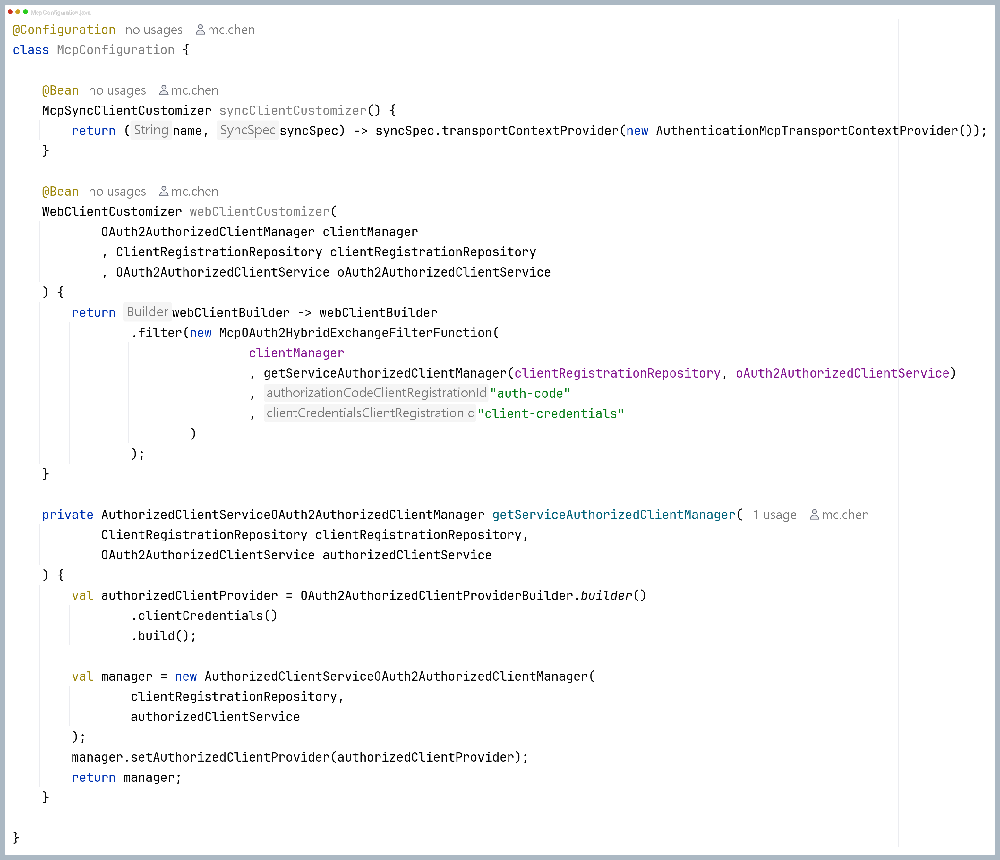 McpConfiguration.java
@Configuration no usages mc.chen
class McpConfiguration {
@Bean no usages mc.chen
McpSyncClientCustomizer syncClientCustomizer() {
return (String name, SyncSpec syncSpec) -> syncSpec.transportContextProvider(new AuthenticationMcpTransportContextProvider());
}
@Bean no usages mc.chen
WebClientCustomizer webClientCustomizer(
OAuth2AuthorizedClientManager clientManager
, ClientRegistrationRepository clientRegistrationRepository
, OAuth2AuthorizedClientService oAuth2AuthorizedClientService
) {
return Builder webClientBuilder -> webClientBuilder
.filter(new McpOAuth2HybridExchangeFilterFunction(
clientManager
, getServiceAuthorizedClientManager(clientRegistrationRepository, oAuth2AuthorizedClientService)
, authorizationCodeClientRegistrationId: "auth-code"
, clientCredentialsClientRegistrationId "client-credentials"
)
);
}
private AuthorizedClientServiceOAuth2AuthorizedClientManager getServiceAuthorizedClientManager( 1 usage mc.chen
ClientRegistrationRepository clientRegistrationRepository,
OAuth2AuthorizedClientService authorizedClientService
) {
val authorizedClientProvider = OAuth2AuthorizedClientProviderBuilder.builder()
.clientCredentials()
.build();
val manager = new AuthorizedClientServiceOAuth2AuthorizedClientManager(
clientRegistrationRepository,
authorizedClientService
);
manager.setAuthorizedClientProvider(authorizedClientProvider);
return manager;
}
}